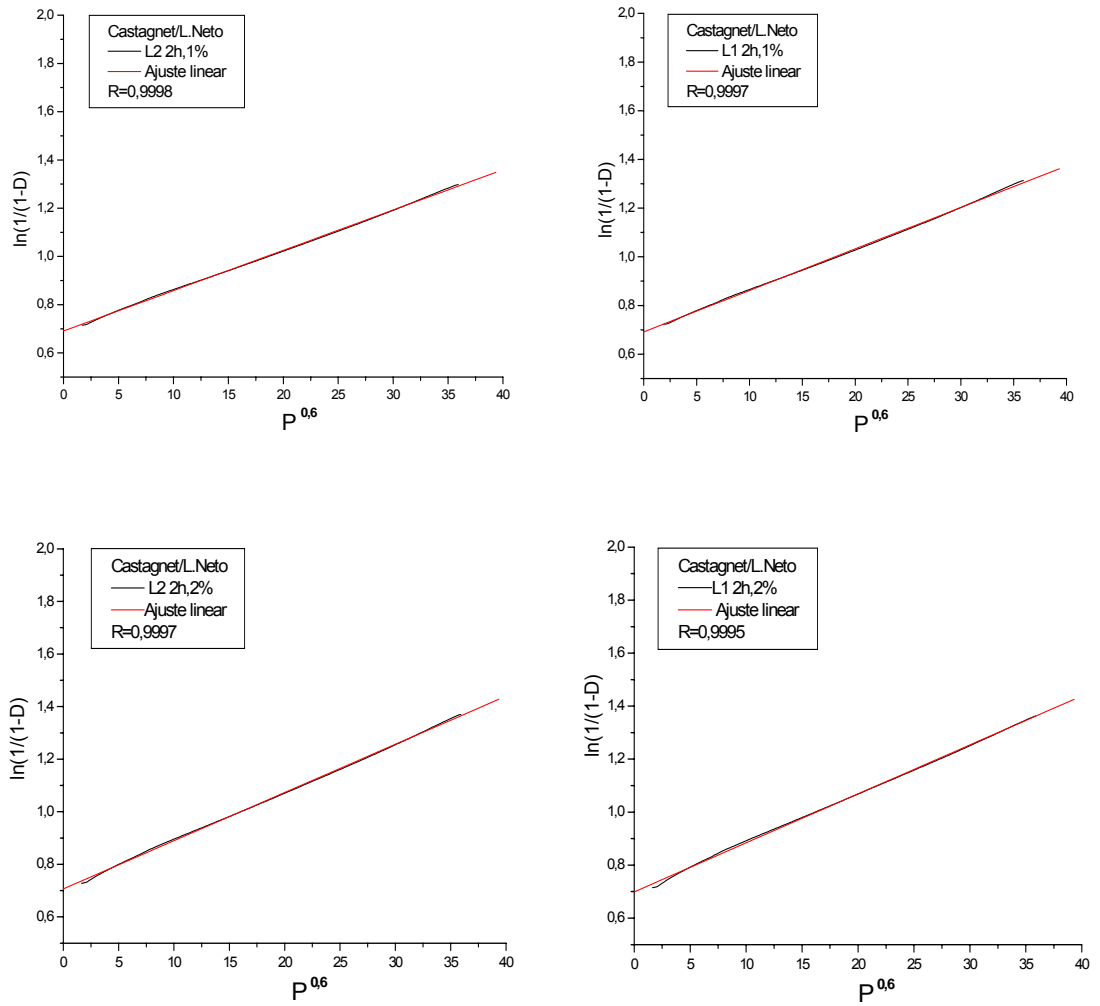 Castagnet/L.Neto
L2 2h,1%
Ajuste linear
R=0,9998
2,0
1,8
1,6
1,4
1,2
1,0
0,8
0,6
ln(1/(1-D)
0 5 10 15 20 25 30 35 40
P^0,6
Castagnet/L.Neto
L1 2h,1%
Ajuste linear
R=0,9997
2,0
1,8
1,6
1,4
1,2
1,0
0,8
0,6
ln(1/(1-D)
0 5 10 15 20 25 30 35 40
P^0,6
Castagnet/L.Neto
L2 2h,2%
Ajuste linear
R=0,9997
2,0
1,8
1,6
1,4
1,2
1,0
0,8
0,6
ln(1/(1-D)
0 5 10 15 20 25 30 35 40
P^0,6
Castagnet/L.Neto
L1 2h,2%
Ajuste linear
R=0,9995
2,0
1,8
1,6
1,4
1,2
1,0
0,8
0,6
ln(1/(1-D)
0 5 10 15 20 25 30 35 40
P^0,6